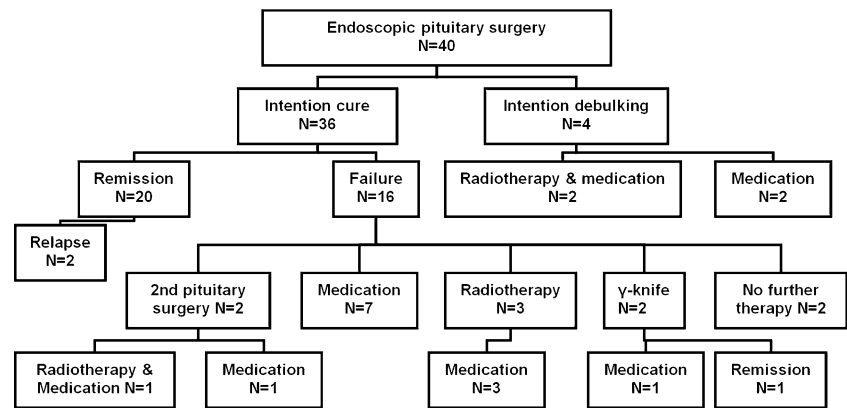 Endoscopic pituitary surgery
N=40
Intention cure
N=36
Intention debulking
N=4
Remission
N=20
Failure
N=16
Radiotherapy & medication
N=2
Medication
N=2
Relapse
N=2
2nd pituitary
surgery N=2
Medication
N=7
Radiotherapy
N=3
γ-knife
N=2
No further
therapy N=2
Radiotherapy &
Medication N=1
Medication
N=1
Medication
N=3
Medication
N=1
Remission
N=1